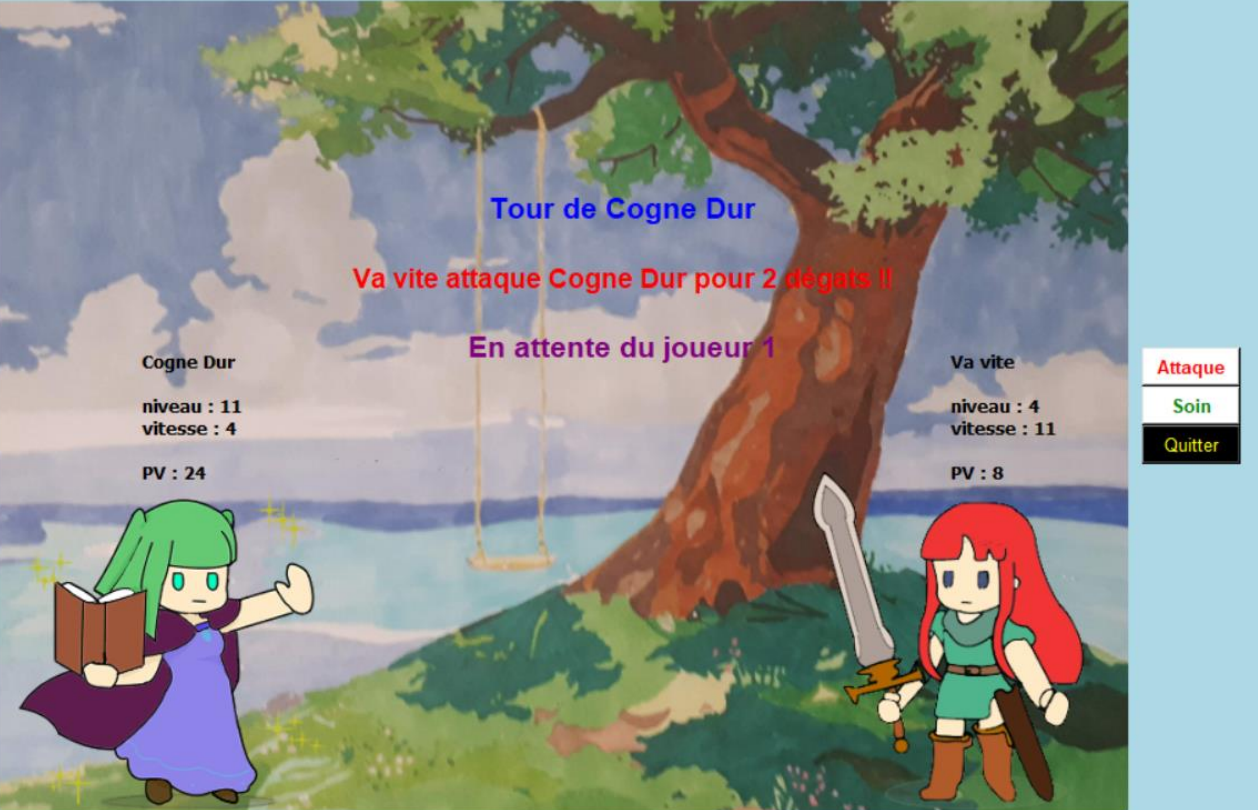 Tour de Cogne Dur
Va vite attaque Cogne Dur pour 2 dégats !!
En attente du joueur 1
Cogne Dur
niveau : 11
vitesse : 4
PV : 24
Va vite
niveau : 4
vitesse : 11
PV : 8
Attaque
Soin
Quitter